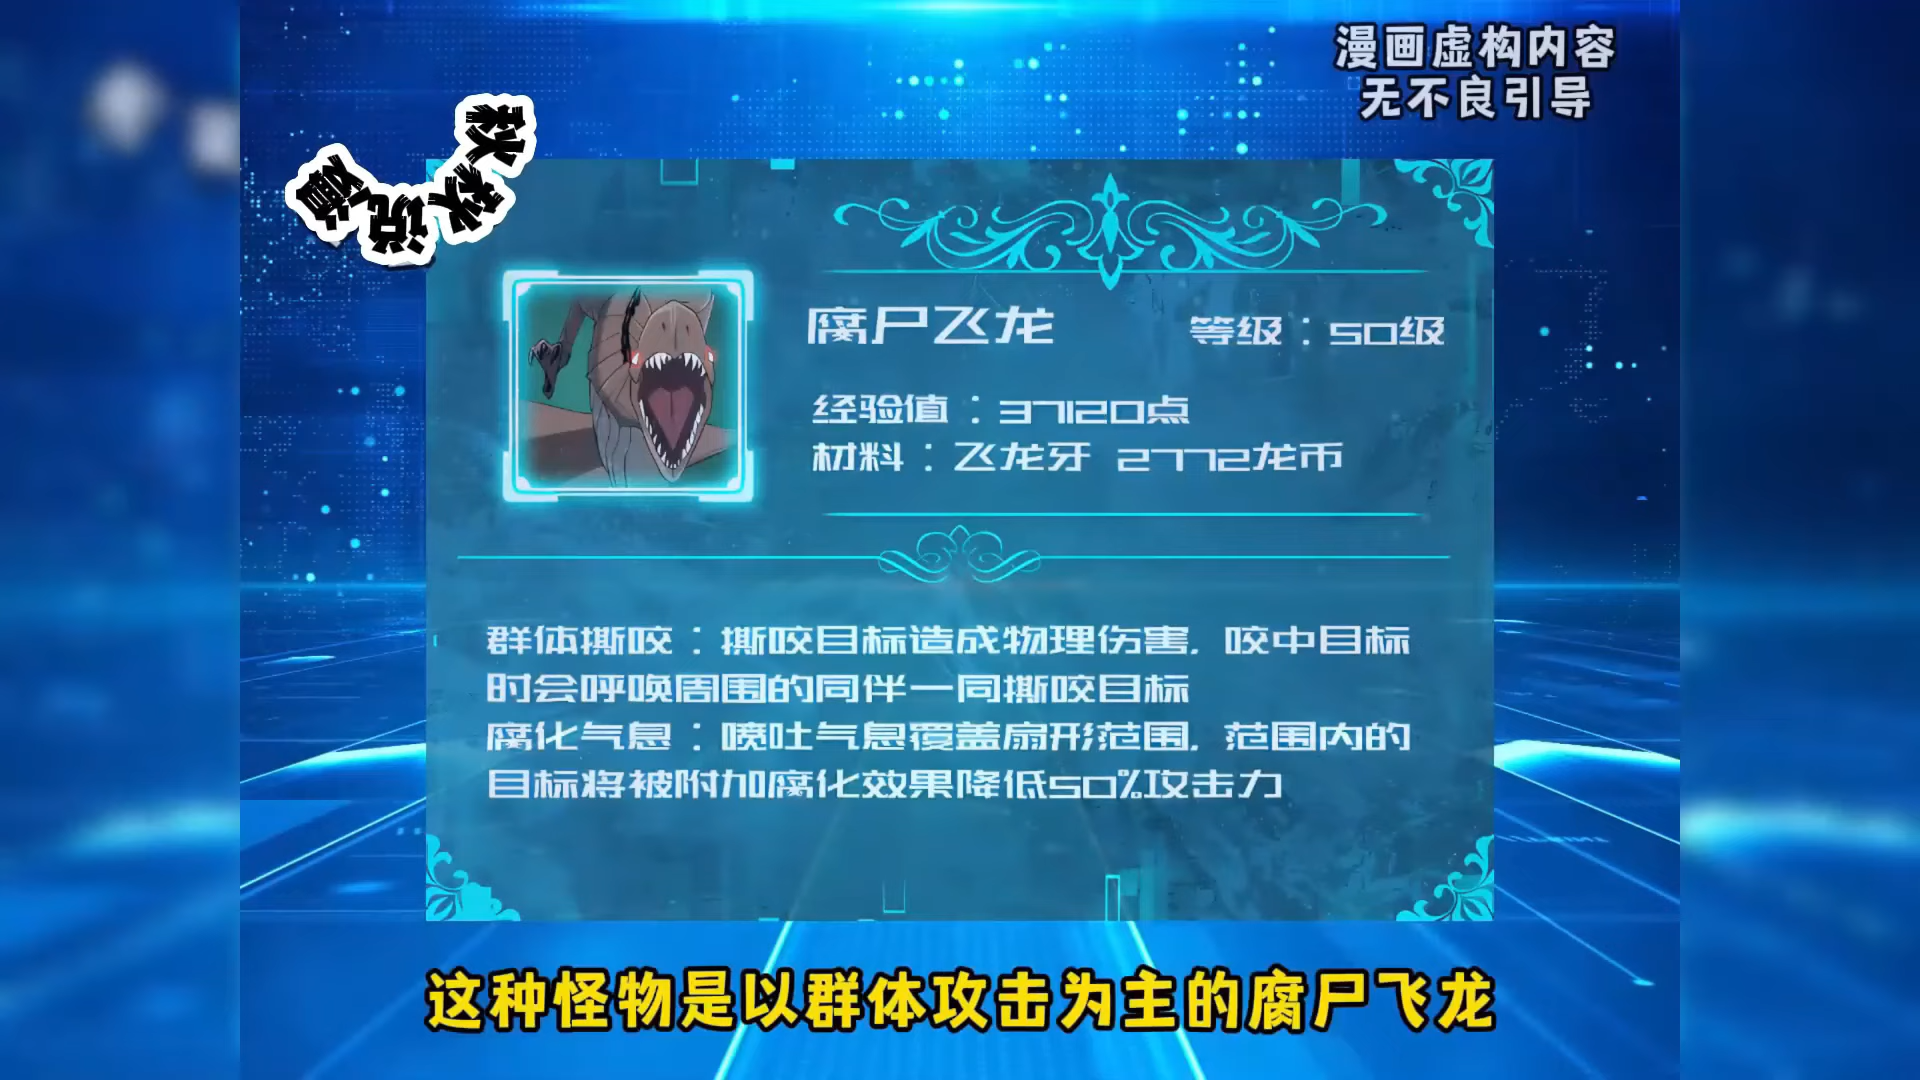 漫画虚构内容
无不良引导
秋秋说道
腐尸飞龙
等级：50级
经验值：37120点
材料：飞龙牙 2772龙币
群体撕咬：撕咬目标造成物理伤害，咬中目标
时会呼唤周围的同伴一同撕咬目标
腐化气息：喷吐气息覆盖扇形范围，范围内的
目标将被附加腐化效果降低50%攻击力
这种怪物是以群体攻击为主的腐尸飞龙